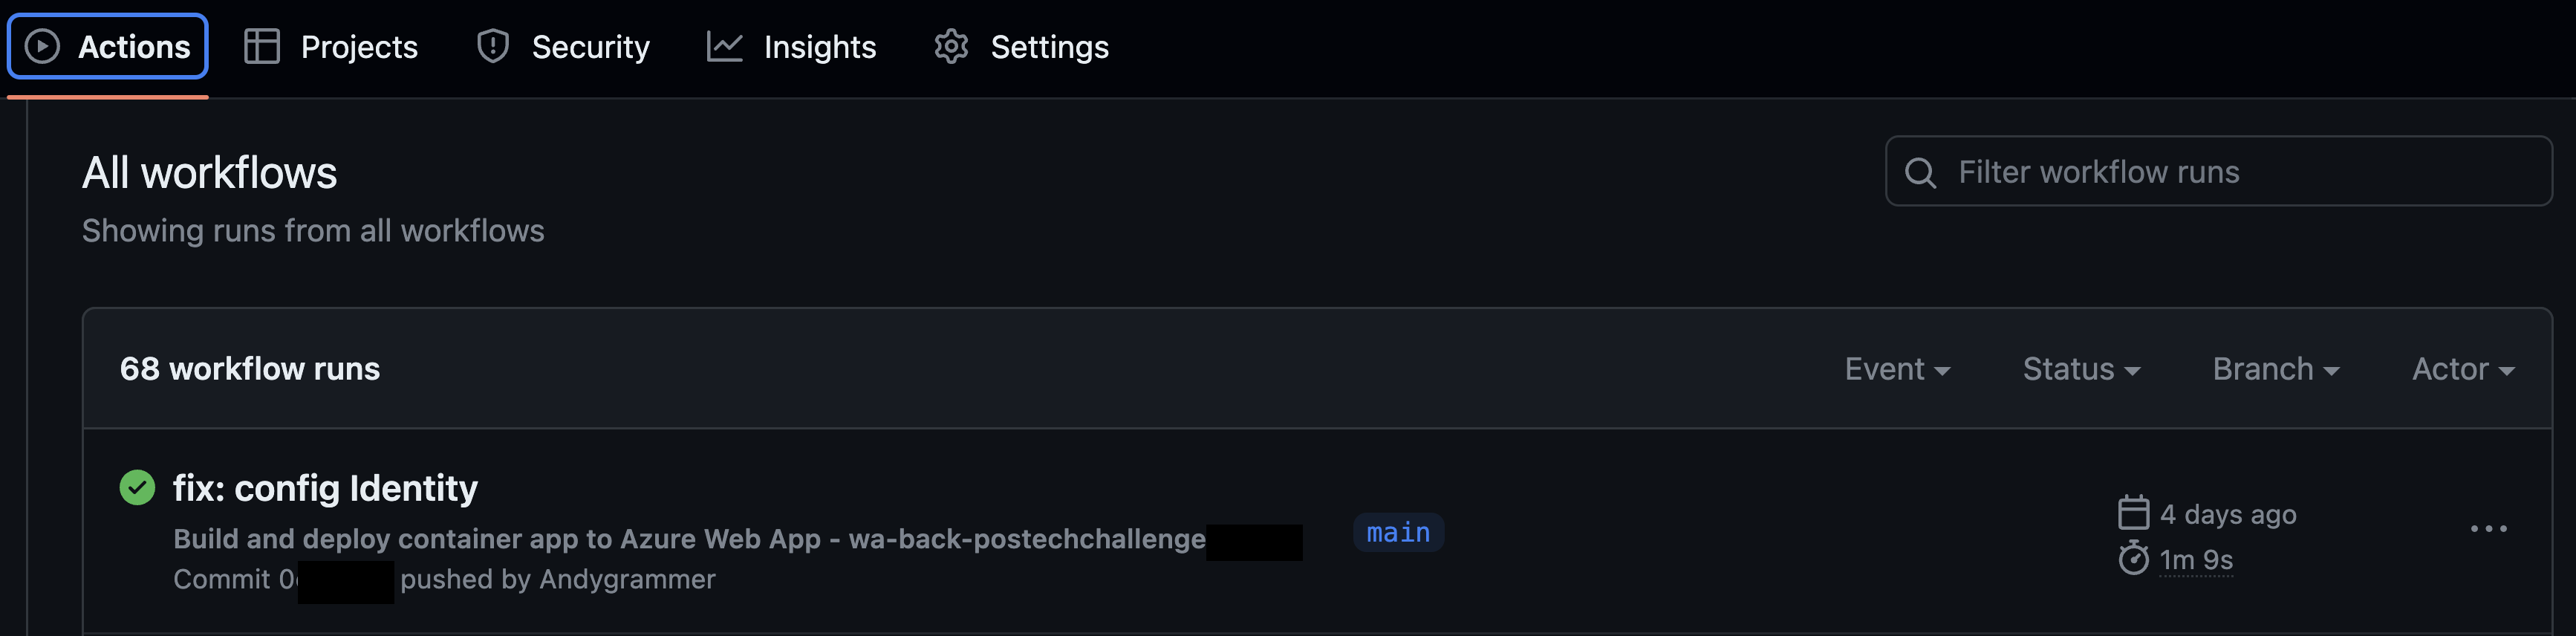 Actions Projects Security Insights Settings
All workflows
Filter workflow runs
Showing runs from all workflows
68 workflow runs
Event Status Branch Actor
fix: config Identity
Build and deploy container app to Azure Web App - wa-back-postechchallenge
main
Commit 0 pushed by Andygrammer
4 days ago
1m 9s